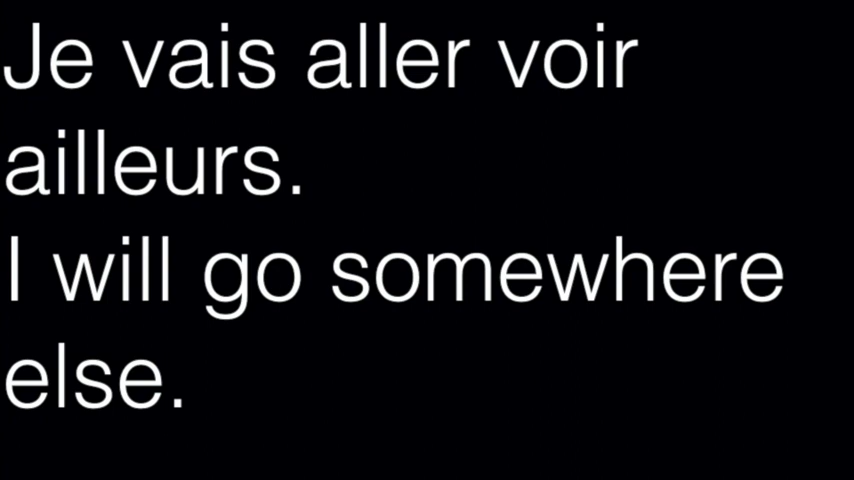 Je vais aller voir
ailleurs.
I will go somewhere
else.